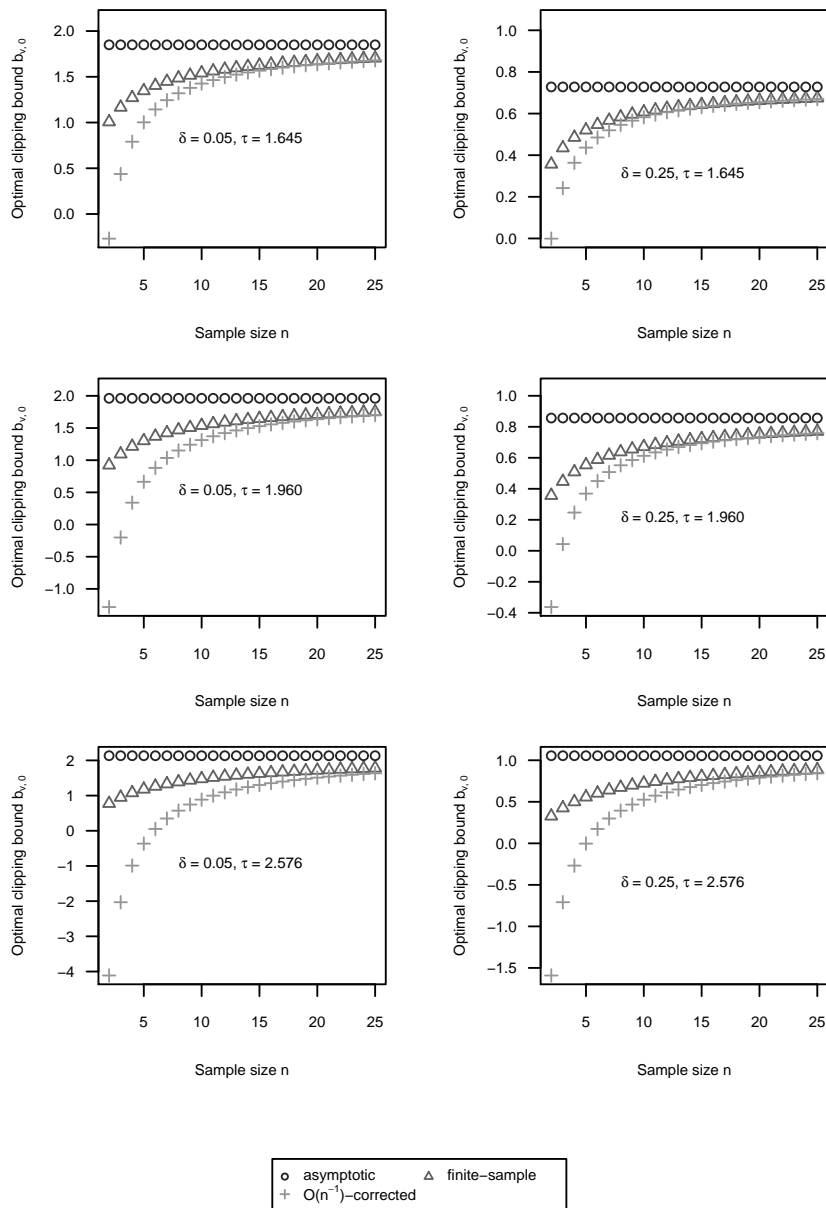 Optimal clipping bound b_{v, 0}
2.0
1.5
1.0
0.5
0.0
δ = 0.05, τ = 1.645
5 10 15 20 25
Sample size n
Optimal clipping bound b_{v, 0}
1.0
0.8
0.6
0.4
0.2
0.0
δ = 0.25, τ = 1.645
5 10 15 20 25
Sample size n
Optimal clipping bound b_{v, 0}
2.0
1.5
1.0
0.5
0.0
−0.5
−1.0
δ = 0.05, τ = 1.960
5 10 15 20 25
Sample size n
Optimal clipping bound b_{v, 0}
1.0
0.8
0.6
0.4
0.2
0.0
−0.2
−0.4
δ = 0.25, τ = 1.960
5 10 15 20 25
Sample size n
Optimal clipping bound b_{v, 0}
2
1
0
−1
−2
−3
−4
δ = 0.05, τ = 2.576
5 10 15 20 25
Sample size n
Optimal clipping bound b_{v, 0}
1.0
0.5
0.0
−0.5
−1.0
−1.5
δ = 0.25, τ = 2.576
5 10 15 20 25
Sample size n
asymptotic finite−sample
O(n⁻¹)−corrected